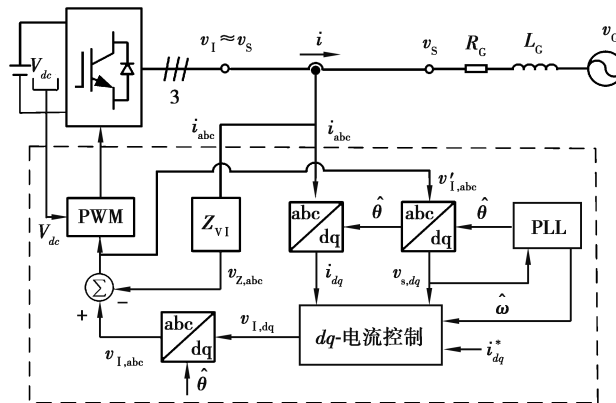 V_dc
v_I≈v_S
i
v_S
R_G
L_G
v_G
3
i_abc
i_abc
v'_I,abc
PWM
V_dc
Z_VI
abc
dq
θ̂
abc
dq
θ̂
PLL
Σ
−
+
v_Z,abc
i_dq
v_s,dq
ω̂
v_I,abc
abc
dq
θ̂
v_I,dq
dq-电流控制
i*_dq